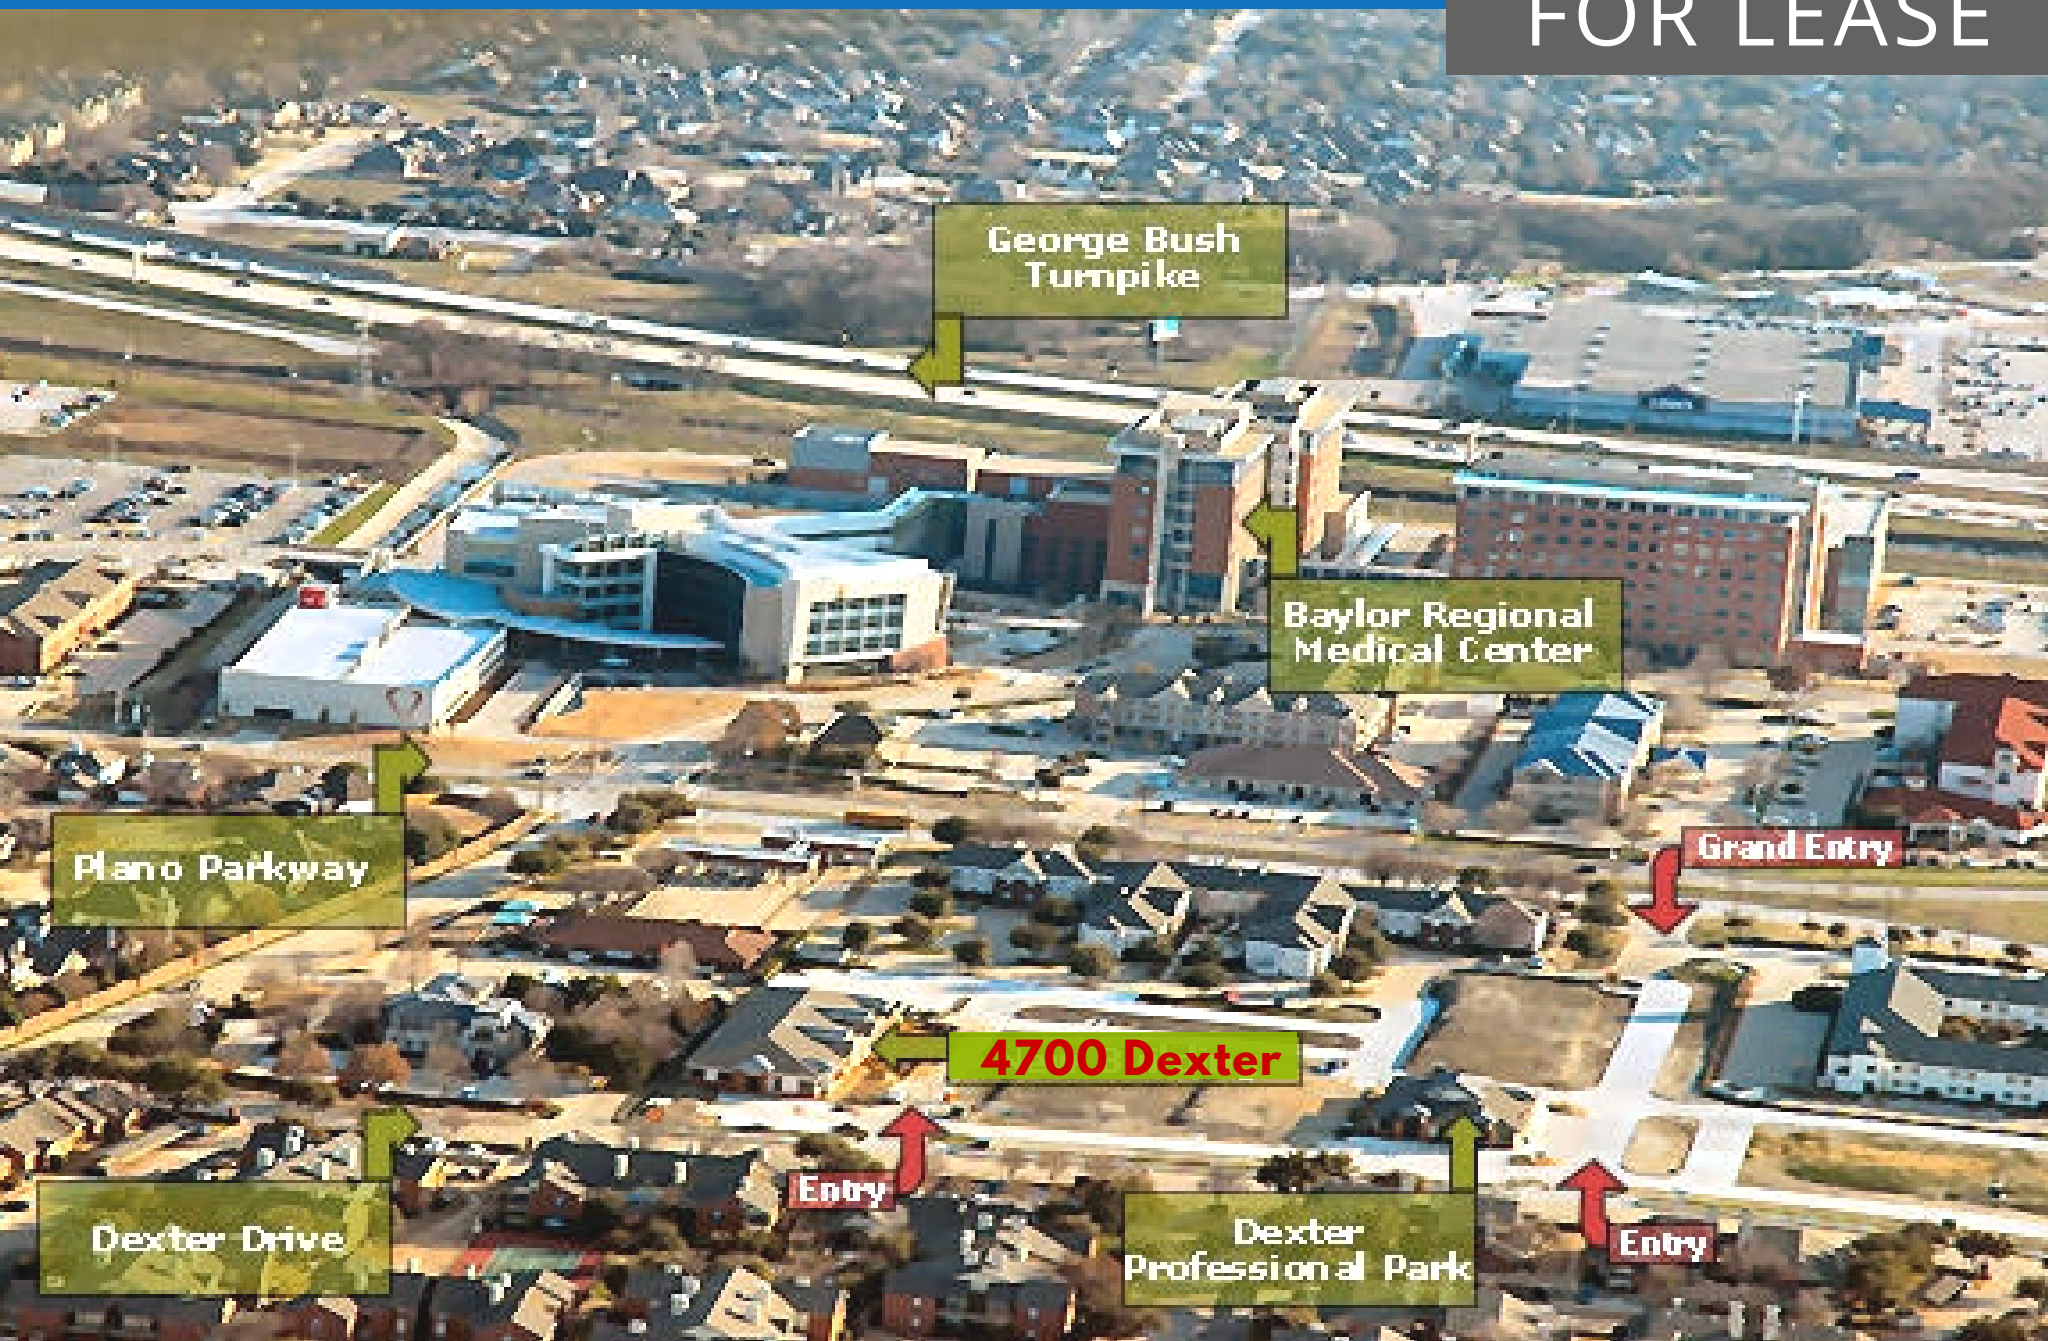 FOR LEASE
George Bush
Turnpike
Baylor Regional
Medical Center
Plano Parkway
Grand Entry
4700 Dexter
Entry
Dexter Drive
Dexter
Professional Park
Entry